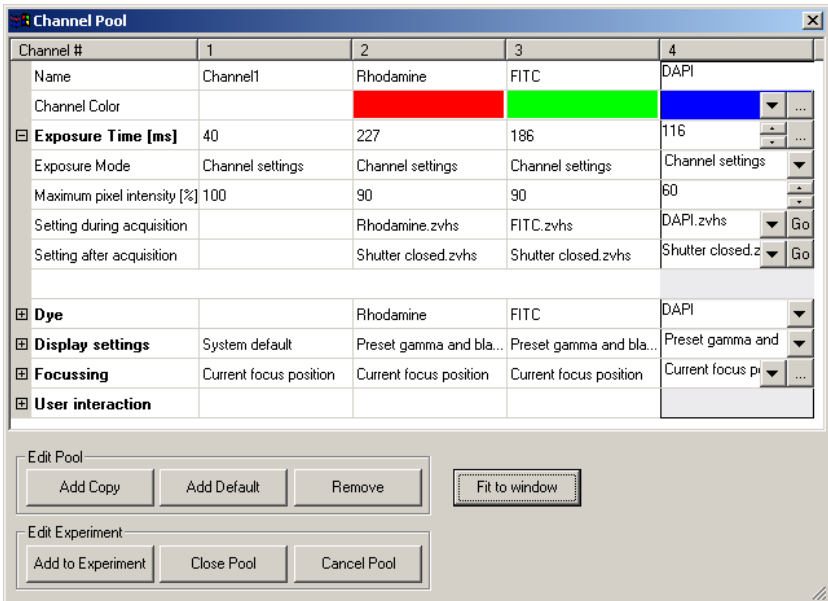 Channel Pool
Channel # 1 2 3 4
Name Channel1 Rhodamine FITC DAPI
Channel Color ...
Exposure Time [ms] 40 227 186 116 ...
Exposure Mode Channel settings Channel settings Channel settings Channel settings
Maximum pixel intensity [%] 100 90 90 60
Setting during acquisition Rhodamine.zvhs FITC.zvhs DAPI.zvhs Go
Setting after acquisition Shutter closed.zvhs Shutter closed.zvhs Shutter closed.z Go
Dye Rhodamine FITC DAPI
Display settings System default Preset gamma and bla... Preset gamma and bla... Preset gamma and
Focussing Current focus position Current focus position Current focus position Current focus p ...
User interaction
Edit Pool
Add Copy Add Default Remove Fit to window
Edit Experiment
Add to Experiment Close Pool Cancel Pool